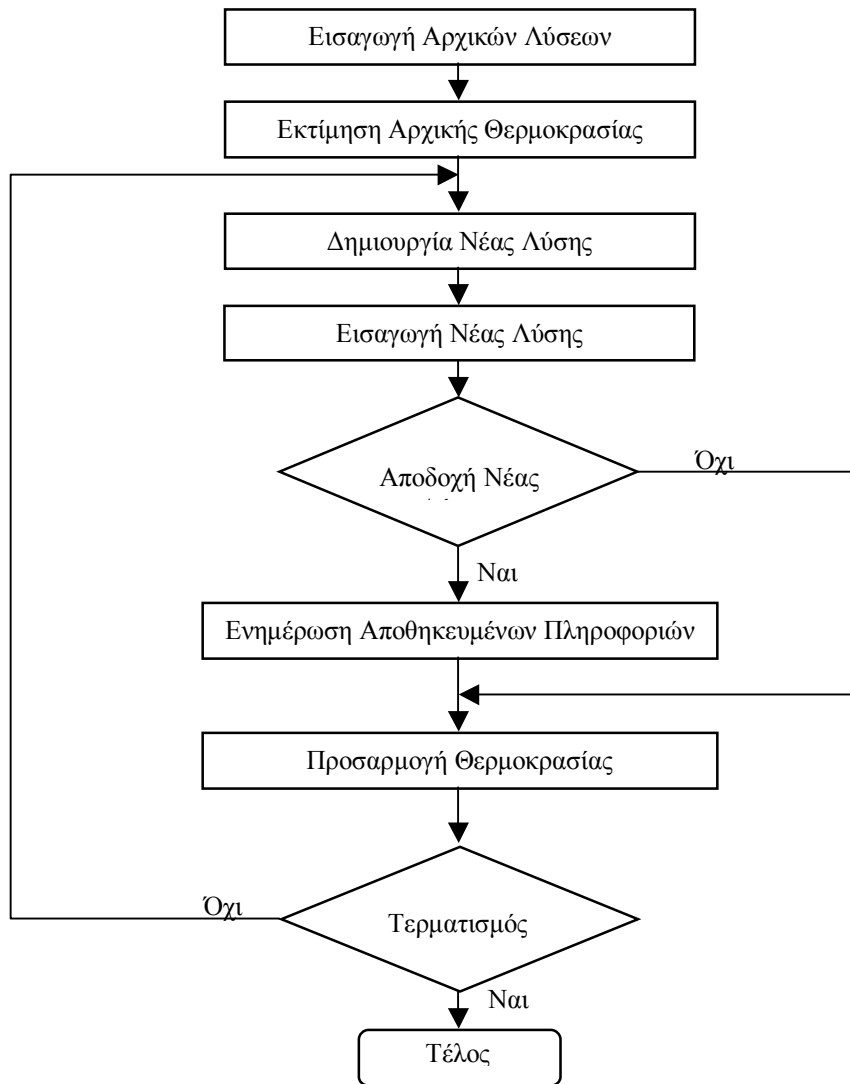 Εισαγωγή Αρχικών Λύσεων
Εκτίμηση Αρχικής Θερμοκρασίας
Δημιουργία Νέας Λύσης
Εισαγωγή Νέας Λύσης
Αποδοχή Νέας
Όχι
Ναι
Ενημέρωση Αποθηκευμένων Πληροφοριών
Προσαρμογή Θερμοκρασίας
Όχι
Τερματισμός
Ναι
Τέλος